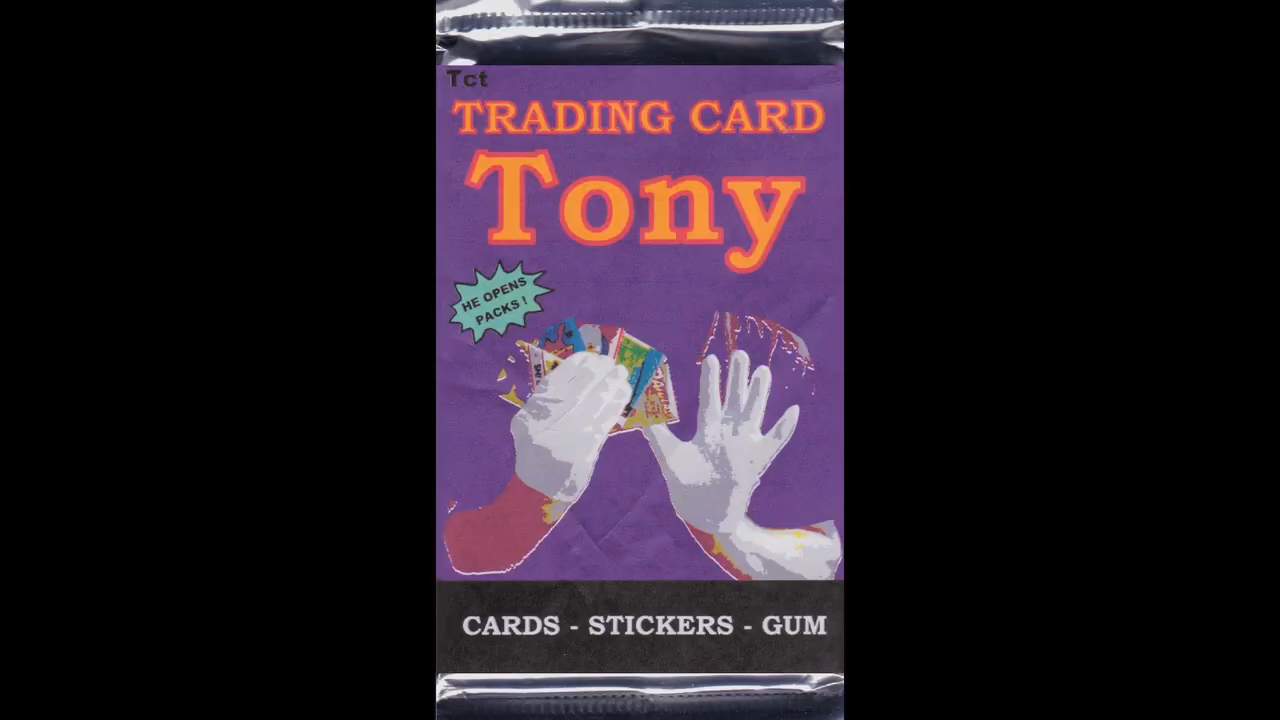 Tct
TRADING CARD
Tony
HE OPENS
PACKS!
CARDS - STICKERS - GUM